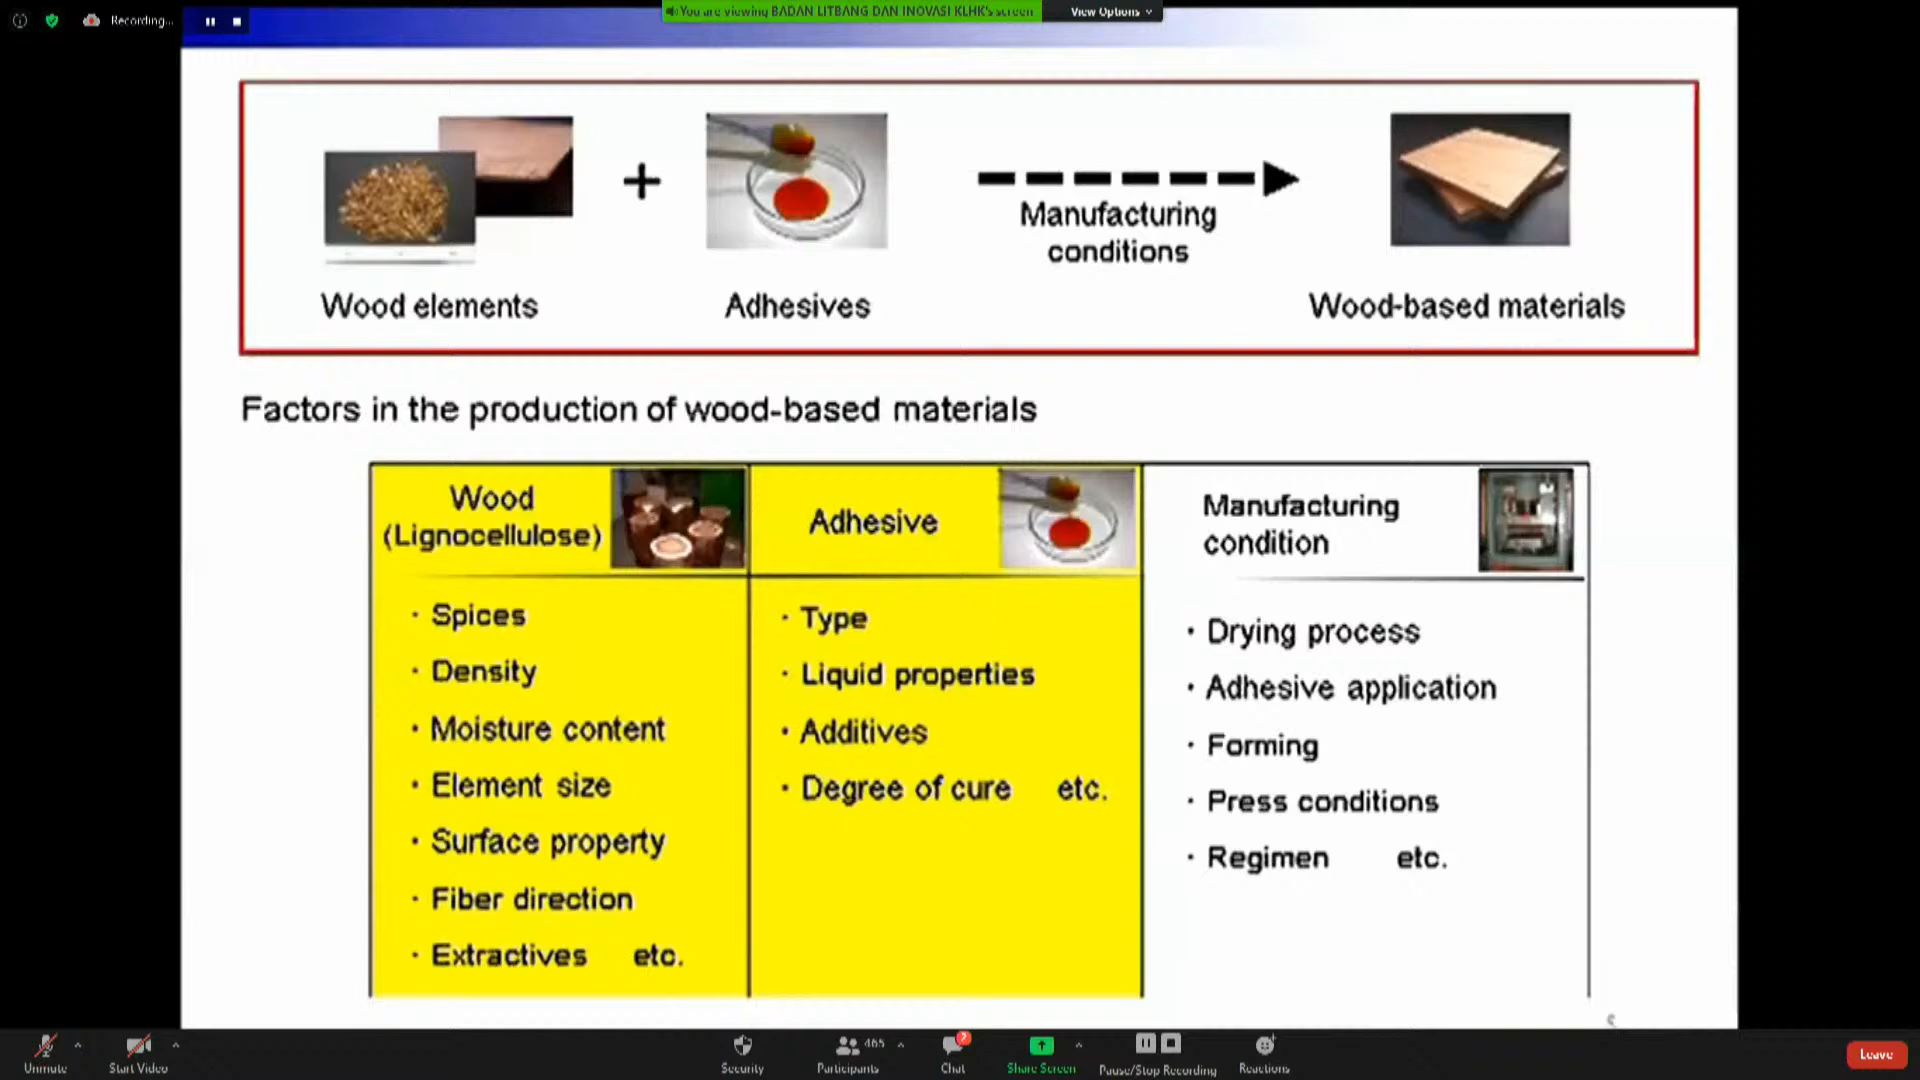 Recording...
You are viewing BADAN LITBANG DAN INOVASI KLHK's screen
View Options
Manufacturing
conditions
Wood elements
Adhesives
Wood-based materials
Factors in the production of wood-based materials
Wood
(Lignocellulose)
· Spices
· Density
· Moisture content
· Element size
· Surface property
· Fiber direction
· Extractives etc.
Adhesive
· Type
· Liquid properties
· Additives
· Degree of cure etc.
Manufacturing
condition
· Drying process
· Adhesive application
· Forming
· Press conditions
· Regimen etc.
Unmute
Start Video
Security
465
Participants
Chat
Share Screen
Pause/Stop Recording
Reactions
Leave